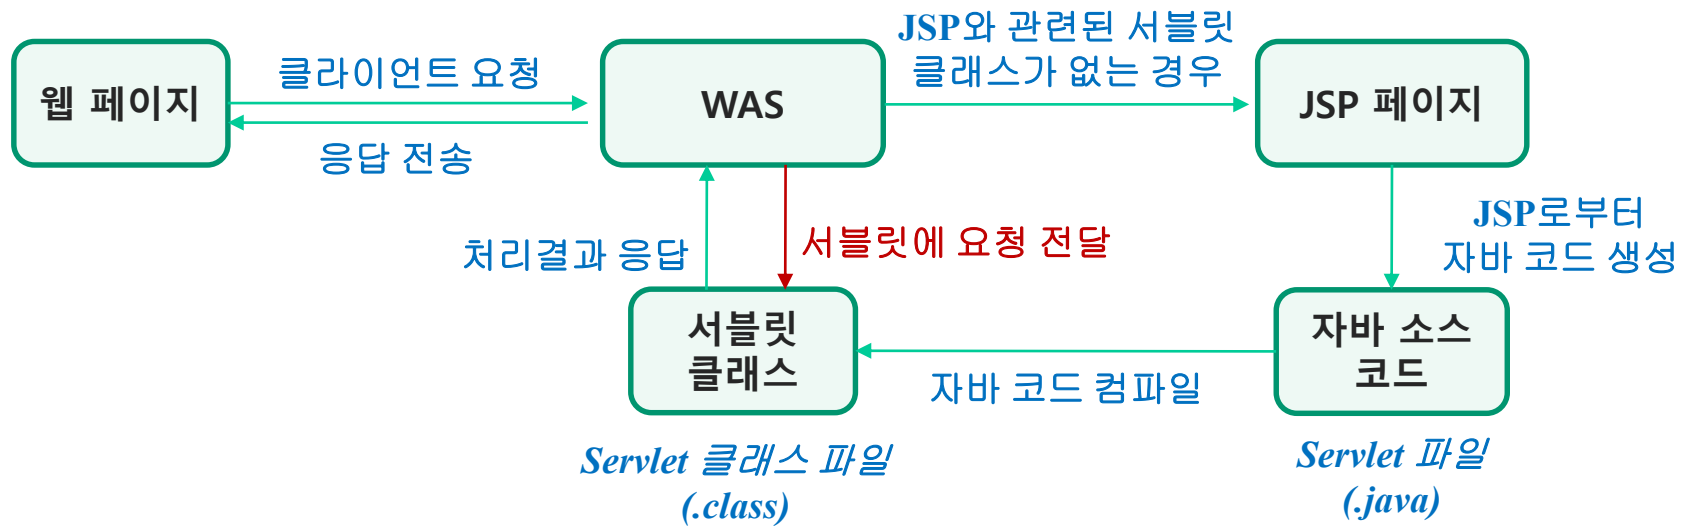 웹 페이지
클라이언트 요청
응답 전송
WAS
JSP와 관련된 서블릿
클래스가 없는 경우
JSP 페이지
처리결과 응답
서블릿에 요청 전달
JSP로부터
자바 코드 생성
서블릿
클래스
자바 코드 컴파일
자바 소스
코드
Servlet 클래스 파일
(.class)
Servlet 파일
(.java)